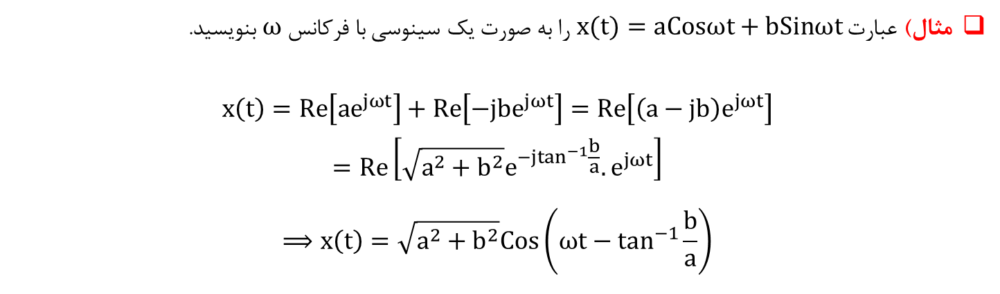 ❑ مثال) عبارت x(t) = aCosωt + bSinωt را به صورت یک سینوسی با فرکانس ω بنویسید.
x(t) = Re[ae^{jωt}] + Re[−jbe^{jωt}] = Re[(a − jb)e^{jωt}]
= Re[√(a² + b²)e^{−jtan⁻¹(b/a)}. e^{jωt}]
⟹ x(t) = √(a² + b²)Cos(ωt − tan⁻¹(b/a))